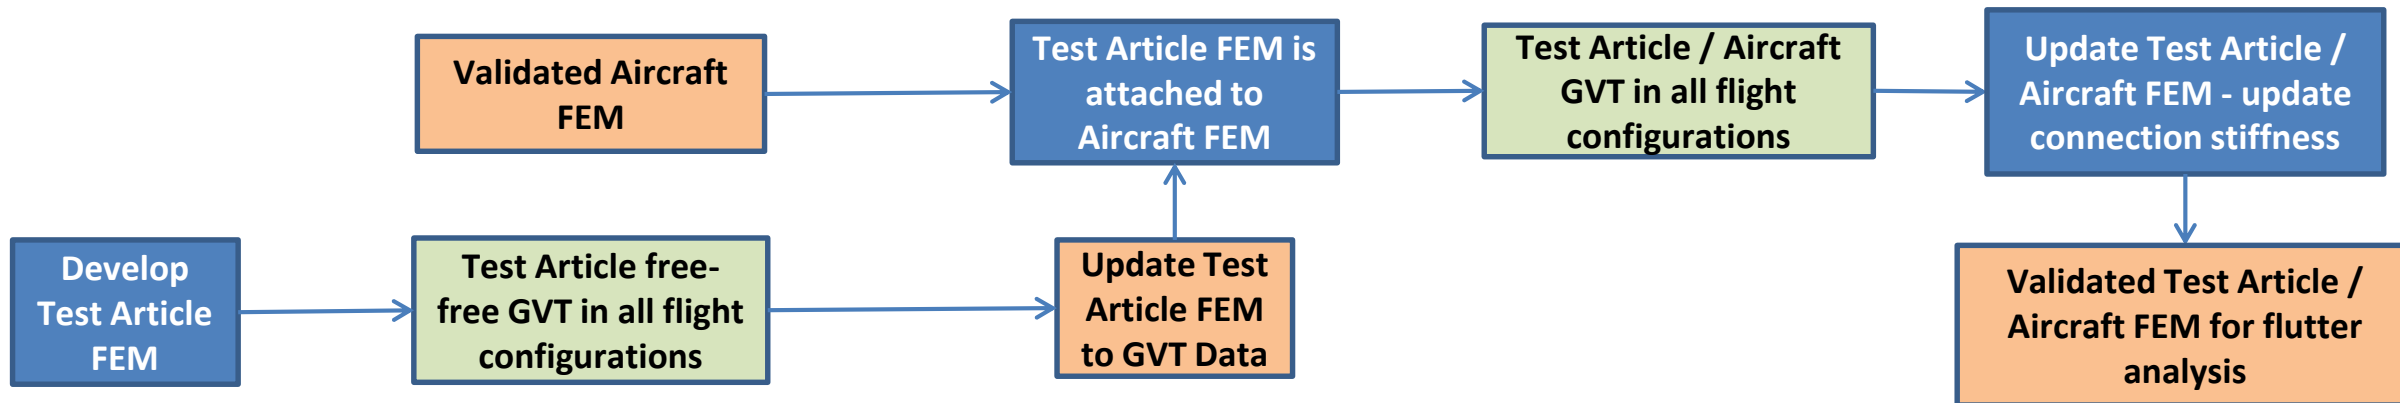 Validated Aircraft
FEM
Test Article FEM is
attached to
Aircraft FEM
Test Article / Aircraft
GVT in all flight
configurations
Update Test Article /
Aircraft FEM - update
connection stiffness
Develop
Test Article
FEM
Test Article free-
free GVT in all flight
configurations
Update Test
Article FEM
to GVT Data
Validated Test Article /
Aircraft FEM for flutter
analysis